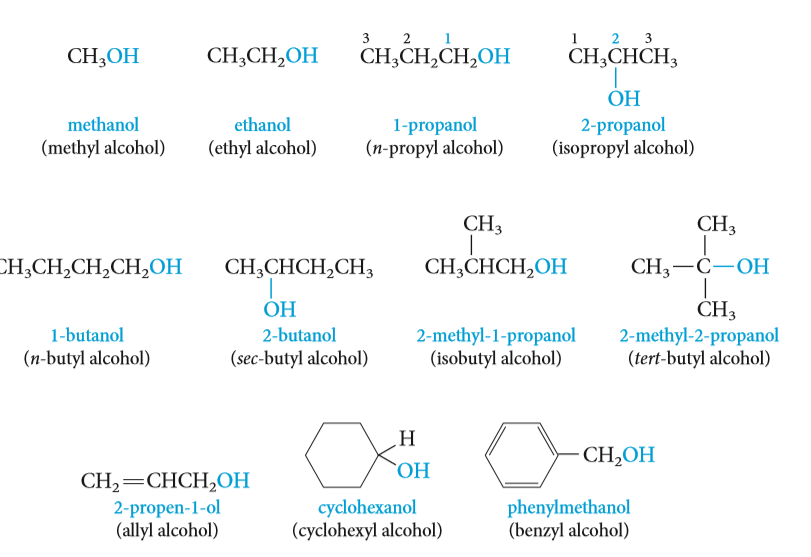 3 2 1 1 2 3
CH₃OH CH₃CH₂OH CH₃CH₂CH₂OH CH₃CHCH₃
OH
methanol ethanol 1-propanol 2-propanol
(methyl alcohol) (ethyl alcohol) (n-propyl alcohol) (isopropyl alcohol)
CH₃ CH₃
CH₃CH₂CH₂CH₂OH CH₃CHCH₂CH₃ CH₃CHCH₂OH CH₃—C—OH
OH CH₃
1-butanol 2-butanol 2-methyl-1-propanol 2-methyl-2-propanol
(n-butyl alcohol) (sec-butyl alcohol) (isobutyl alcohol) (tert-butyl alcohol)
H
CH₂=CHCH₂OH OH CH₂OH
2-propen-1-ol cyclohexanol phenylmethanol
(allyl alcohol) (cyclohexyl alcohol) (benzyl alcohol)